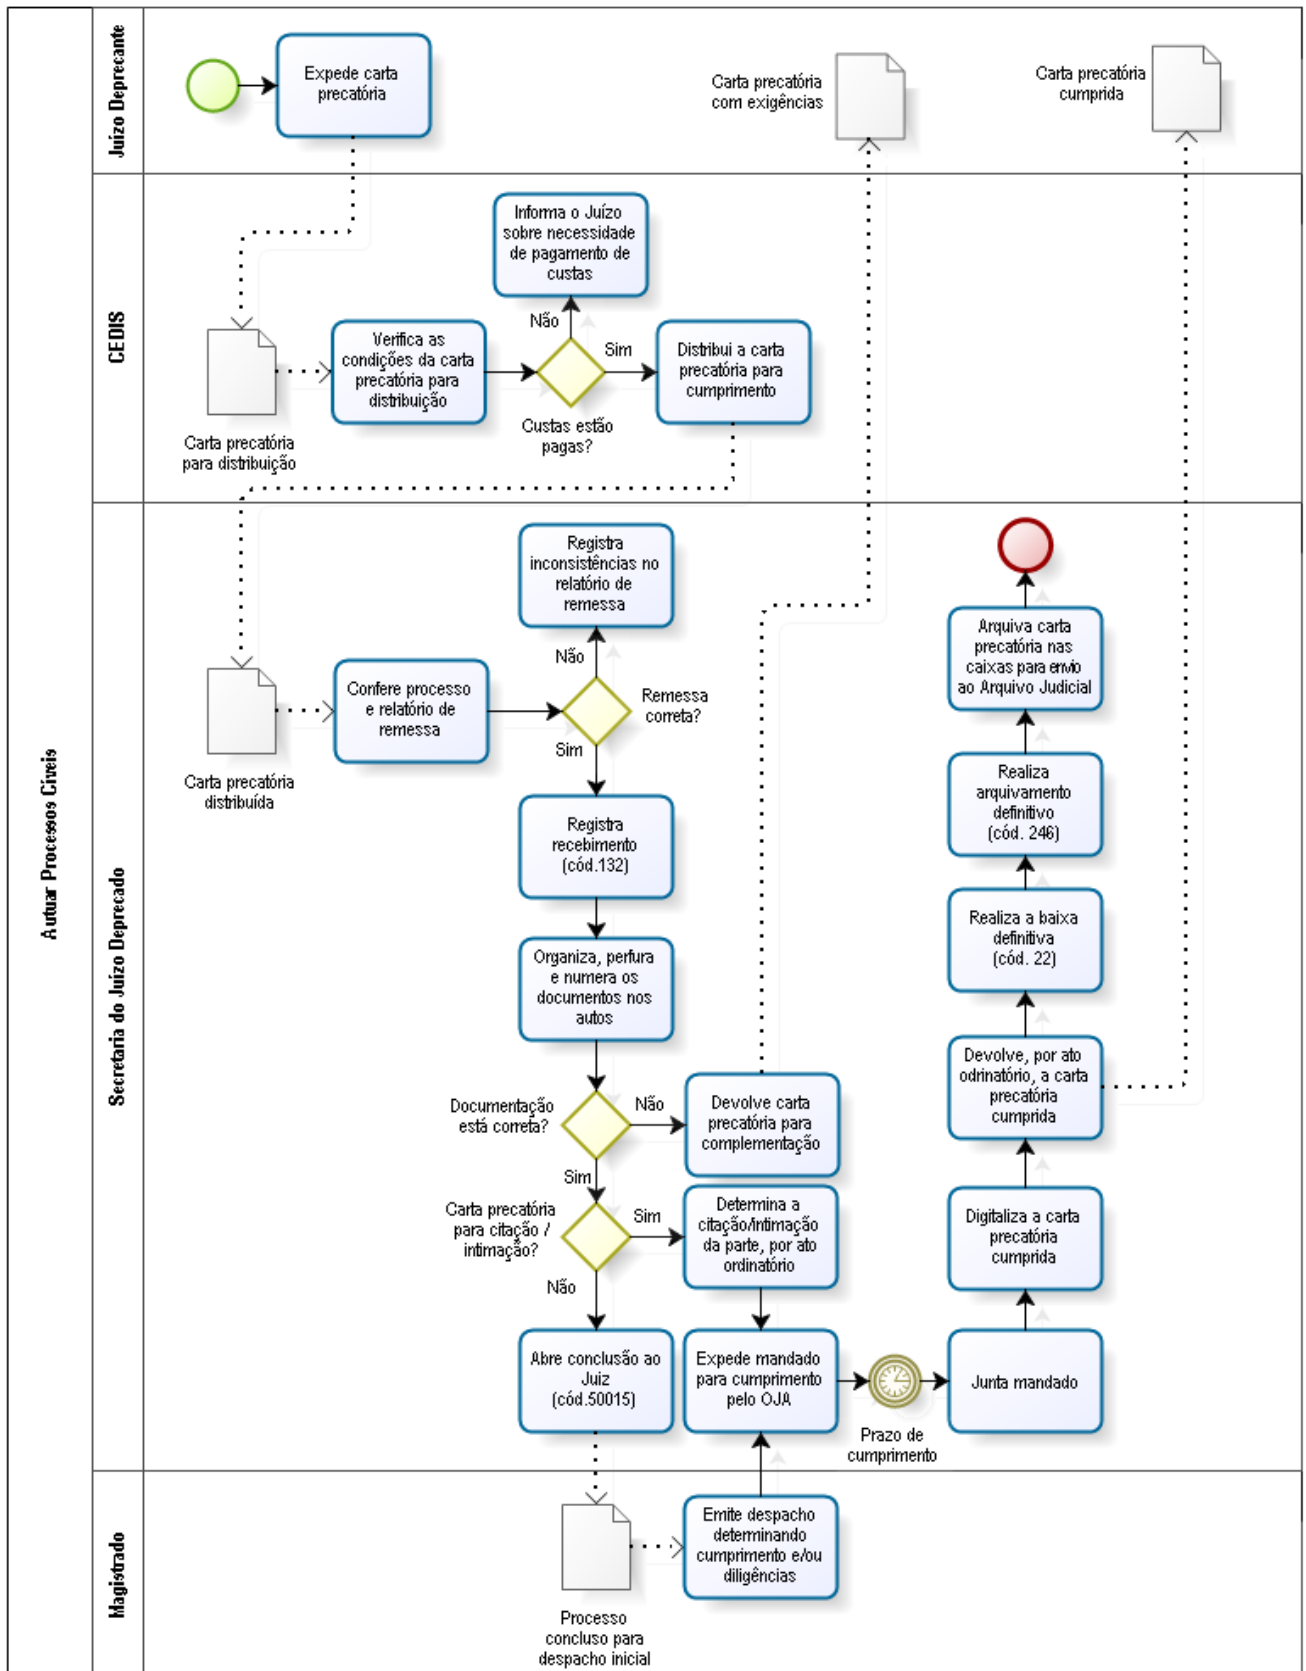 Autuar Processos Cíveis
Juízo Deprecante
Expede carta
precatória
Carta precatória
com exigências
Carta precatória
cumprida
CEDIS
Informa o Juízo
sobre necessidade
de pagamento de
custas
Não
Verifica as
condições da carta
precatória para
distribuição
Sim
Distribui a carta
precatória para
cumprimento
Custas estão
pagas?
Carta precatória
para distribuição
Secretaria do Juízo Deprecado
Registra
inconsistências no
relatório de
remessa
Não
Confere processo
e relatório de
remessa
Remessa
correta?
Sim
Carta precatória
distribuída
Registra
recebimento
(cód.132)
Organiza, perfura
e numera os
documentos nos
autos
Documentação
está correta?
Não
Devolve carta
precatória para
complementação
Sim
Carta precatória
para citação /
intimação?
Sim
Determina a
citação/intimação
da parte, por ato
ordinatório
Não
Abre conclusão ao
Juiz
(cód.50015)
Expede mandado
para cumprimento
pelo OJA
Prazo de
cumprimento
Junta mandado
Digitaliza a carta
precatória
cumprida
Devolve, por ato
odrinatório, a carta
precatória
cumprida
Realiza a baixa
definitiva
(cód. 22)
Realiza
arquivamento
definitivo
(cód. 246)
Arquiva carta
precatória nas
caixas para envio
ao Arquivo Judicial
Magistrado
Processo
concluso para
despacho inicial
Emite despacho
determinando
cumprimento e/ou
diligências